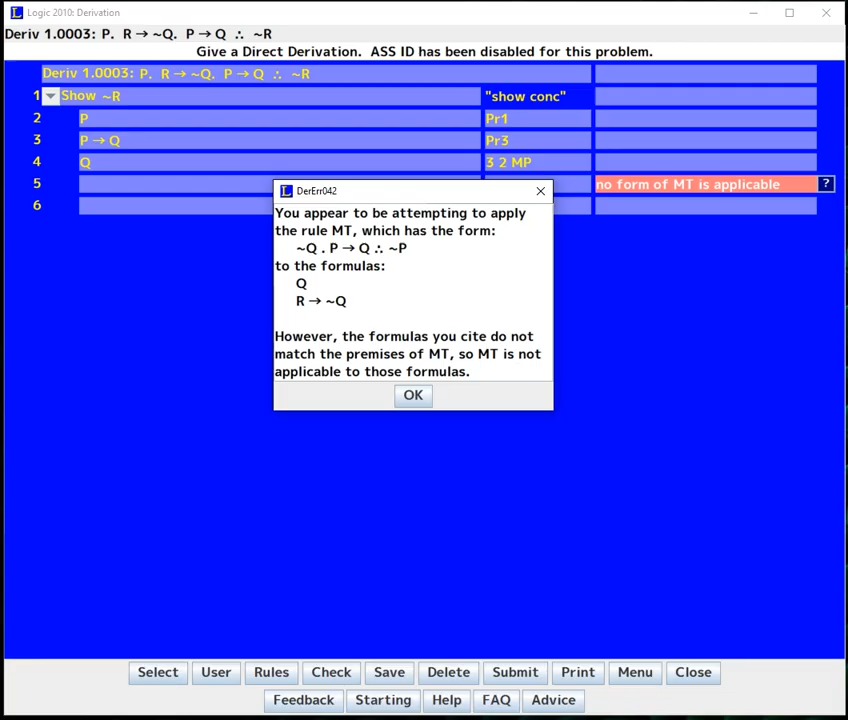 Logic 2010: Derivation
Deriv 1.0003: P. R → ~Q. P → Q ∴ ~R
Give a Direct Derivation. ASS ID has been disabled for this problem.
Deriv 1.0003: P. R → ~Q. P → Q ∴ ~R
1 Show ~R "show conc"
2 P Pr1
3 P → Q Pr3
4 Q 3 2 MP
5 no form of MT is applicable ?
6
DerErr042
You appear to be attempting to apply
the rule MT, which has the form:
~Q . P → Q ∴ ~P
to the formulas:
Q
R → ~Q
However, the formulas you cite do not
match the premises of MT, so MT is not
applicable to those formulas.
OK
Select User Rules Check Save Delete Submit Print Menu Close
Feedback Starting Help FAQ Advice